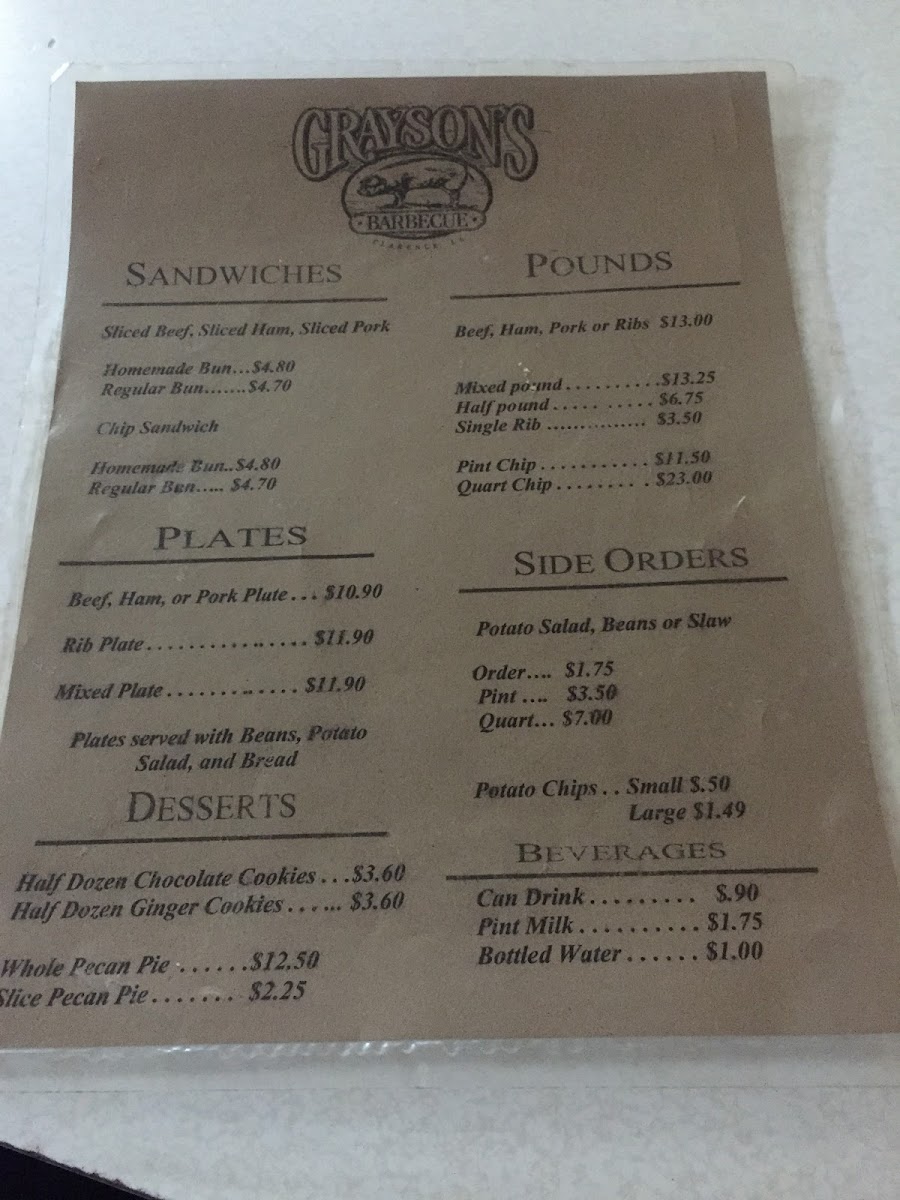 GRAYSON'S
BARBECUE
CLARENCE, LA
SANDWICHES
Sliced Beef, Sliced Ham, Sliced Pork
Homemade Bun...$4.80
Regular Bun.......$4.70
Chip Sandwich
Homemade Bun..$4.80
Regular Bun..... $4.70
PLATES
Beef, Ham, or Pork Plate... $10.90
Rib Plate.................. $11.90
Mixed Plate.............. $11.90
Plates served with Beans, Potato
Salad, and Bread
DESSERTS
Half Dozen Chocolate Cookies...$3.60
Half Dozen Ginger Cookies...... $3.60
Whole Pecan Pie ......$12.50
Slice Pecan Pie....... $2.25
POUNDS
Beef, Ham, Pork or Ribs $13.00
Mixed pound..........$13.25
Half pound.......... $6.75
Single Rib ............... $3.50
Pint Chip........... $11.50
Quart Chip......... $23.00
SIDE ORDERS
Potato Salad, Beans or Slaw
Order.... $1.75
Pint .... $3.50
Quart... $7.00
Potato Chips.. Small $.50
Large $1.49
BEVERAGES
Can Drink......... $.90
Pint Milk.......... $1.75
Bottled Water...... $1.00